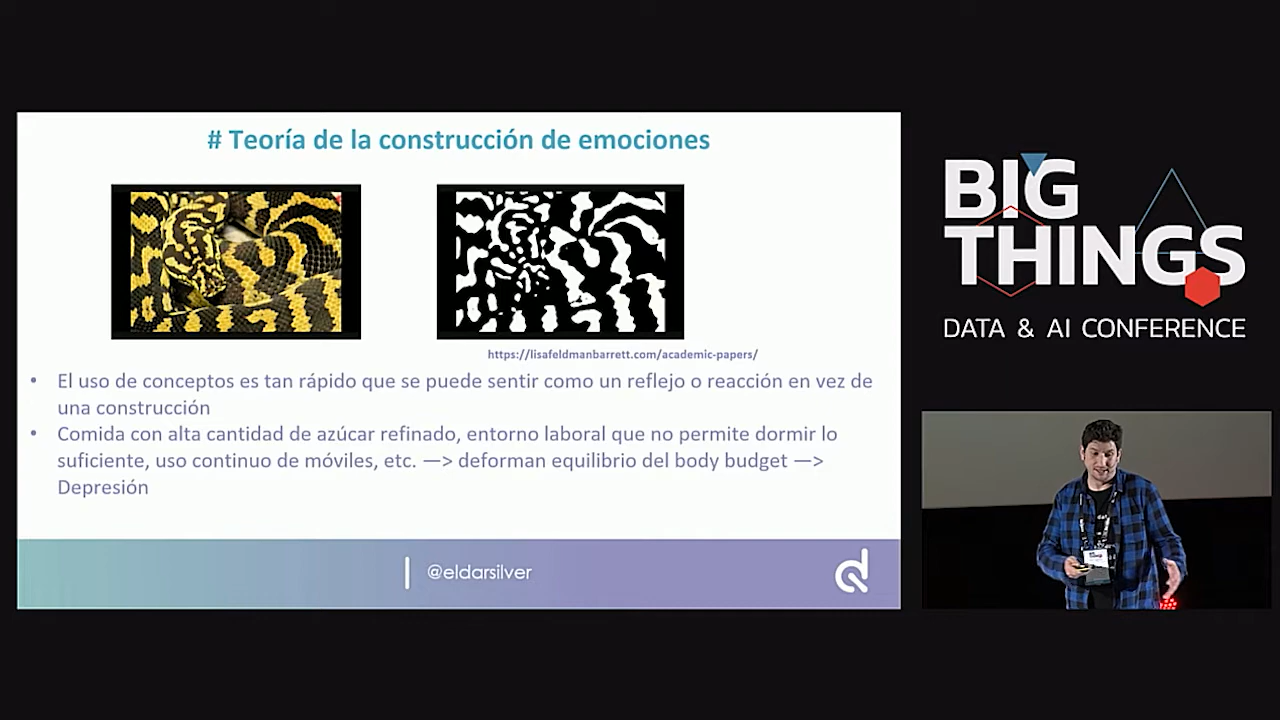 # Teoría de la construcción de emociones
https://lisafeldmanbarrett.com/academic-papers/
• El uso de conceptos es tan rápido que se puede sentir como un reflejo o reacción en vez de
una construcción
• Comida con alta cantidad de azúcar refinado, entorno laboral que no permite dormir lo
suficiente, uso continuo de móviles, etc. —> deforman equilibrio del body budget —>
Depresión
@eldarsilver
BIG
THINGS
DATA & AI CONFERENCE